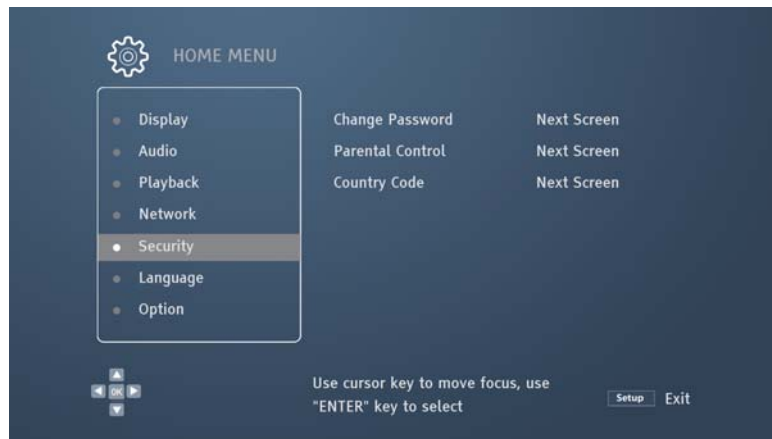 HOME MENU
Display
Audio
Playback
Network
Security
Language
Option
Change Password Next Screen
Parental Control Next Screen
Country Code Next Screen
OK
Use cursor key to move focus, use
"ENTER" key to select
Setup Exit